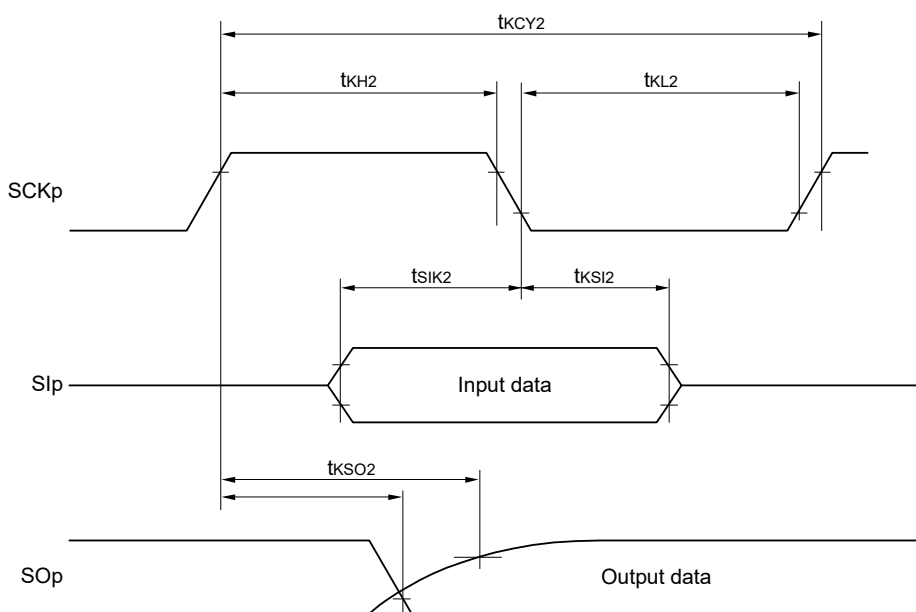 tKCY2
tKH2
tKL2
SCKp
tSIK2
tKSI2
SIp
Input data
tKSO2
SOp
Output data